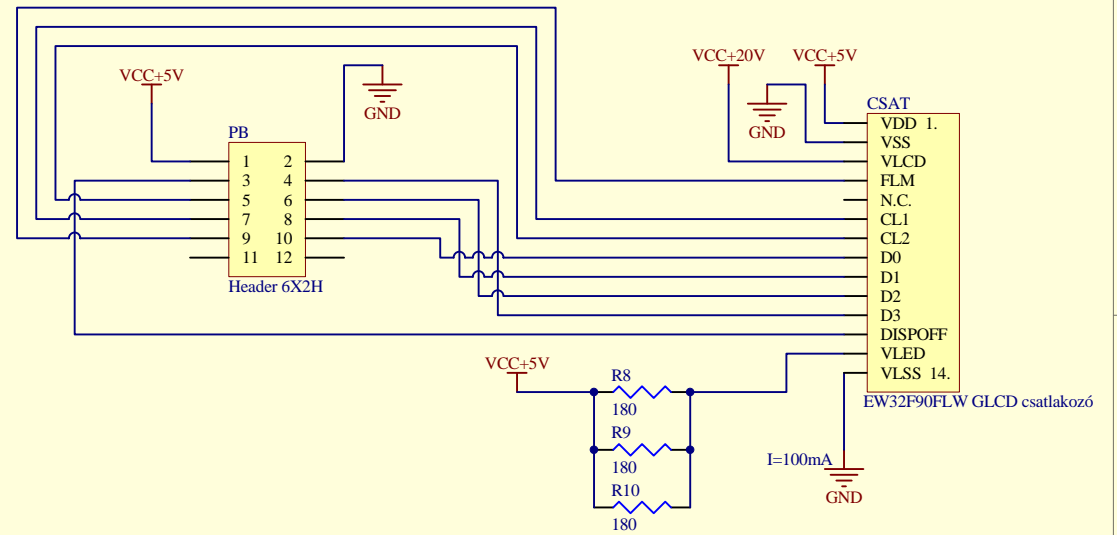 VCC+5V
GND
PB
1 2
3 4
5 6
7 8
9 10
11 12
Header 6X2H
VCC+20V
VCC+5V
GND
CSAT
VDD 1.
VSS
VLCD
FLM
N.C.
CL1
CL2
D0
D1
D2
D3
DISPOFF
VLED
VLSS 14.
EW32F90FLW GLCD csatlakozó
VCC+5V
R8
180
R9
180
R10
180
I=100mA
GND